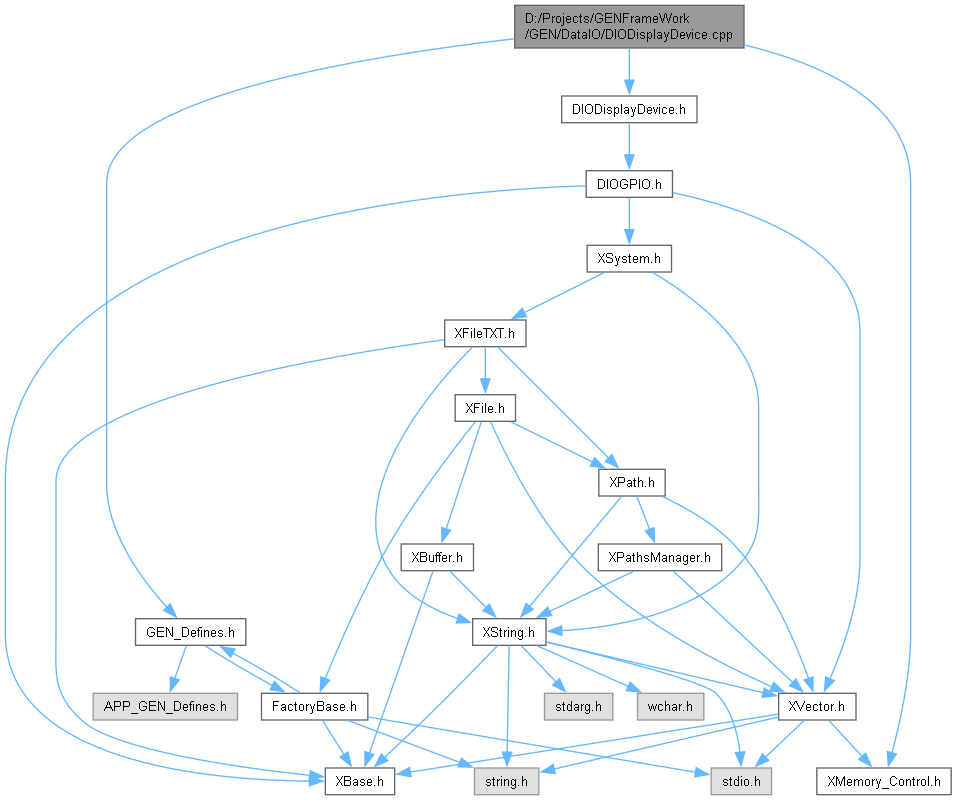 D:/Projects/GENFrameWork
/GEN/DataIO/DIODisplayDevice.cpp
DIODisplayDevice.h
DIOGPIO.h
XSystem.h
XFileTXT.h
XFile.h
XPath.h
XBuffer.h
XPathsManager.h
GEN_Defines.h
XString.h
APP_GEN_Defines.h
FactoryBase.h
stdarg.h
wchar.h
XVector.h
XBase.h
string.h
stdio.h
XMemory_Control.h